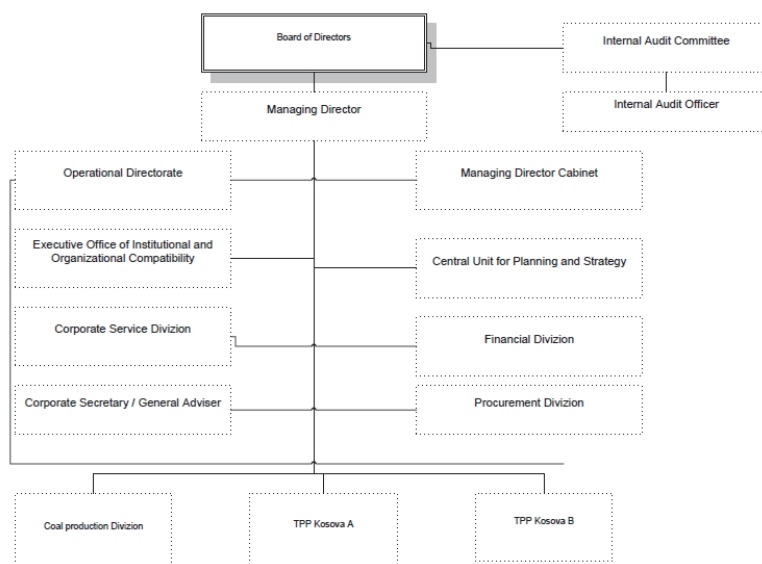 Board of Directors
Internal Audit Committee
Managing Director
Internal Audit Officer
Operational Directorate
Managing Director Cabinet
Executive Office of Institutional and
Organizational Compatibility
Central Unit for Planning and Strategy
Corporate Service Divizion
Financial Divizion
Corporate Secretary / General Adviser
Procurement Divizion
Coal production Divizion
TPP Kosova A
TPP Kosova B